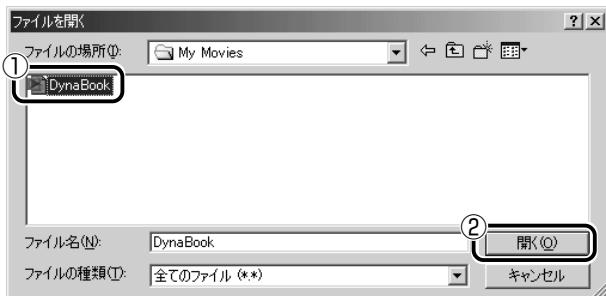 ファイルを開く
ファイルの場所(I): My Movies
①
DynaBook
ファイル名(N): DynaBook
②
開く(O)
ファイルの種類(T): 全てのファイル (*.*)
キャンセル